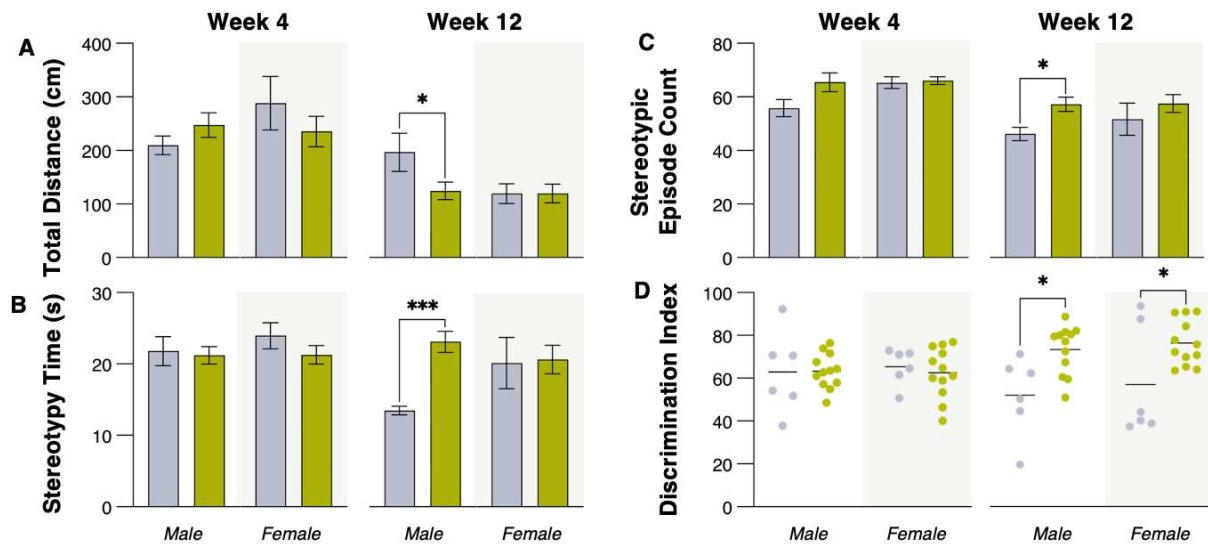 Week 4
Week 12
A
Total Distance (cm)
400
300
200
100
0
*
B
Stereotypy Time (s)
30
20
10
0
***
Male
Female
Male
Female
Week 4
Week 12
C
Stereotypic
Episode Count
80
60
40
20
0
*
D
Discrimination Index
100
80
60
40
20
0
*
*
Male
Female
Male
Female